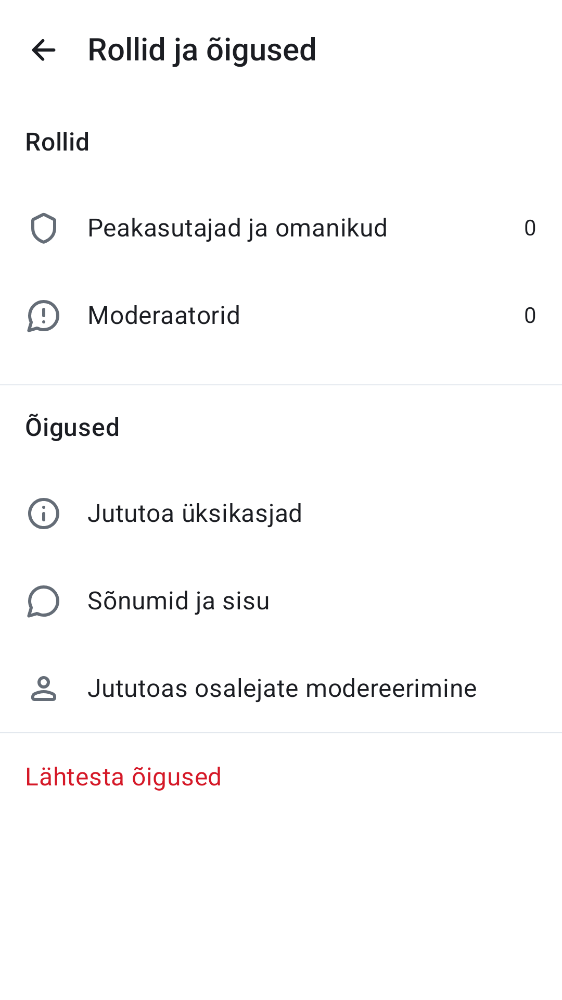 Rollid ja õigused
Rollid
Peakasutajad ja omanikud 0
Moderaatorid 0
Õigused
Jututoa üksikasjad
Sõnumid ja sisu
Jututoas osalejate modereerimine
Lähtesta õigused